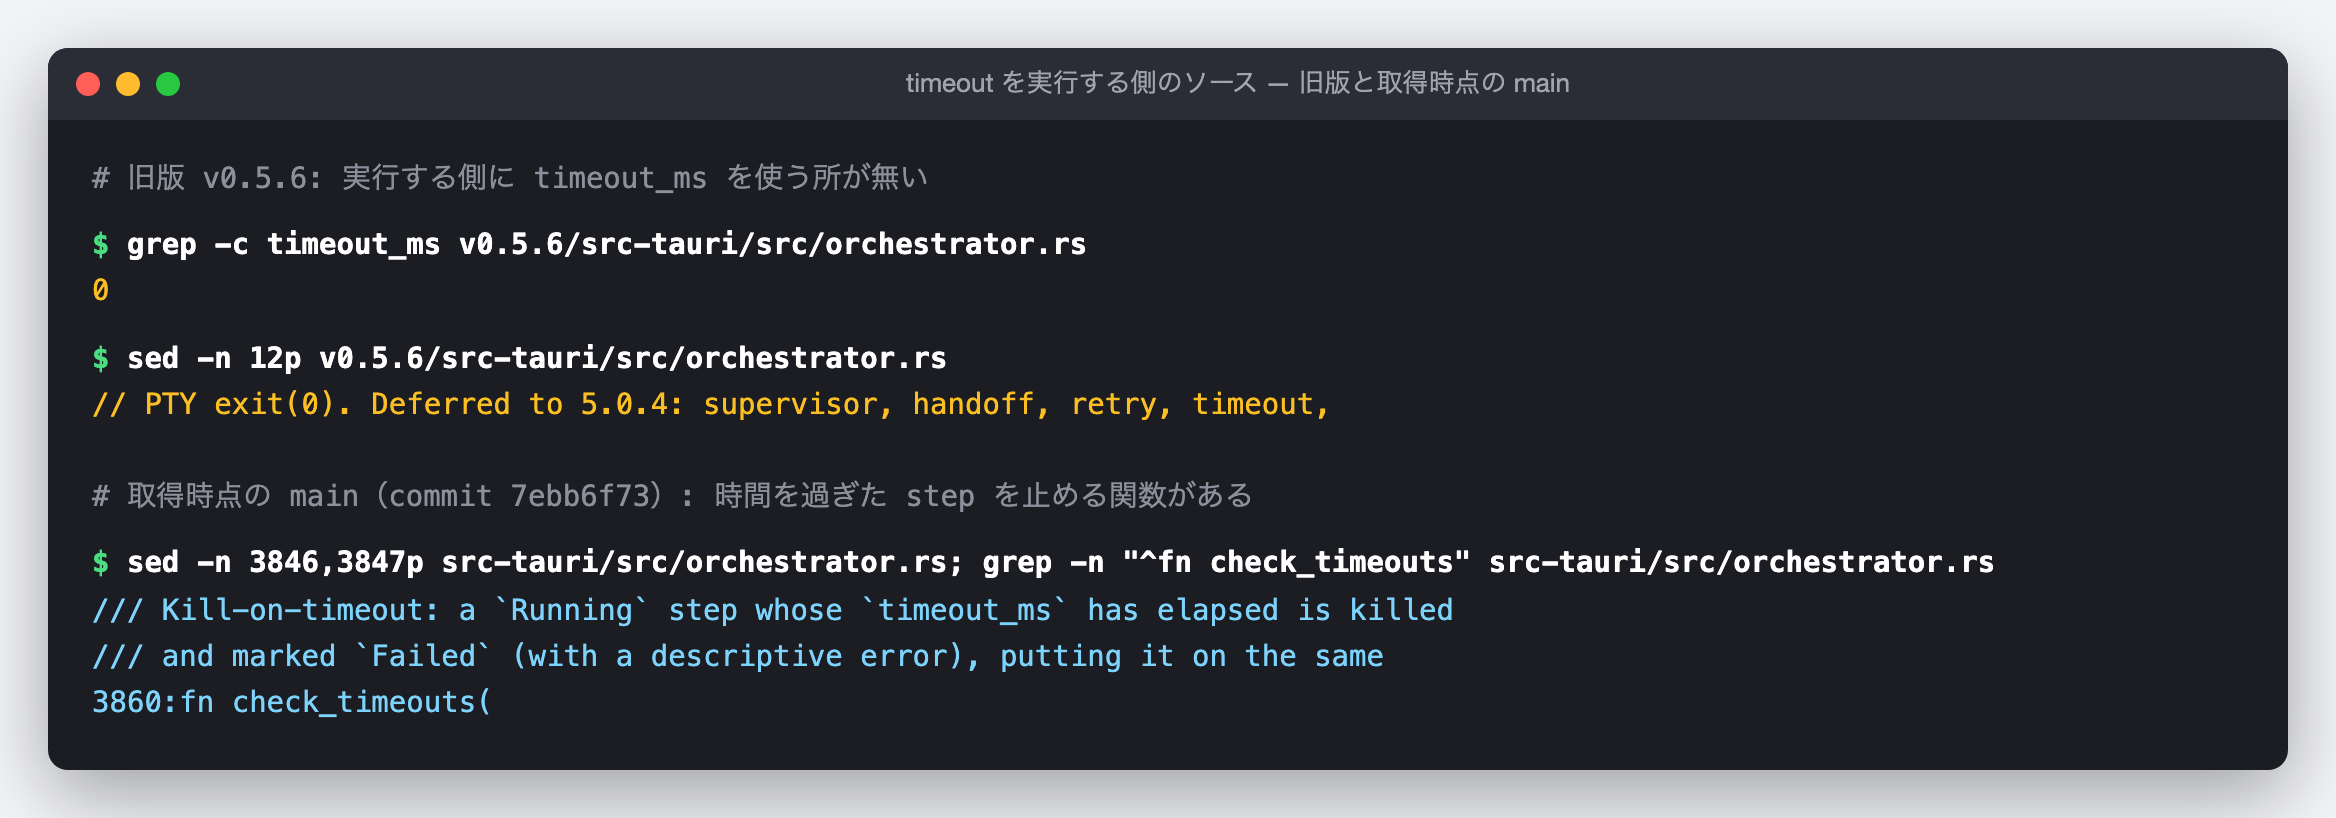 timeout を実行する側のソース — 旧版と取得時点の main
# 旧版 v0.5.6: 実行する側に timeout_ms を使う所が無い
$ grep -c timeout_ms v0.5.6/src-tauri/src/orchestrator.rs
0
$ sed -n 12p v0.5.6/src-tauri/src/orchestrator.rs
// PTY exit(0). Deferred to 5.0.4: supervisor, handoff, retry, timeout,
# 取得時点の main（commit 7ebb6f73）: 時間を過ぎた step を止める関数がある
$ sed -n 3846,3847p src-tauri/src/orchestrator.rs; grep -n "^fn check_timeouts" src-tauri/src/orchestrator.rs
/// Kill-on-timeout: a `Running` step whose `timeout_ms` has elapsed is killed
/// and marked `Failed` (with a descriptive error), putting it on the same
3860:fn check_timeouts(